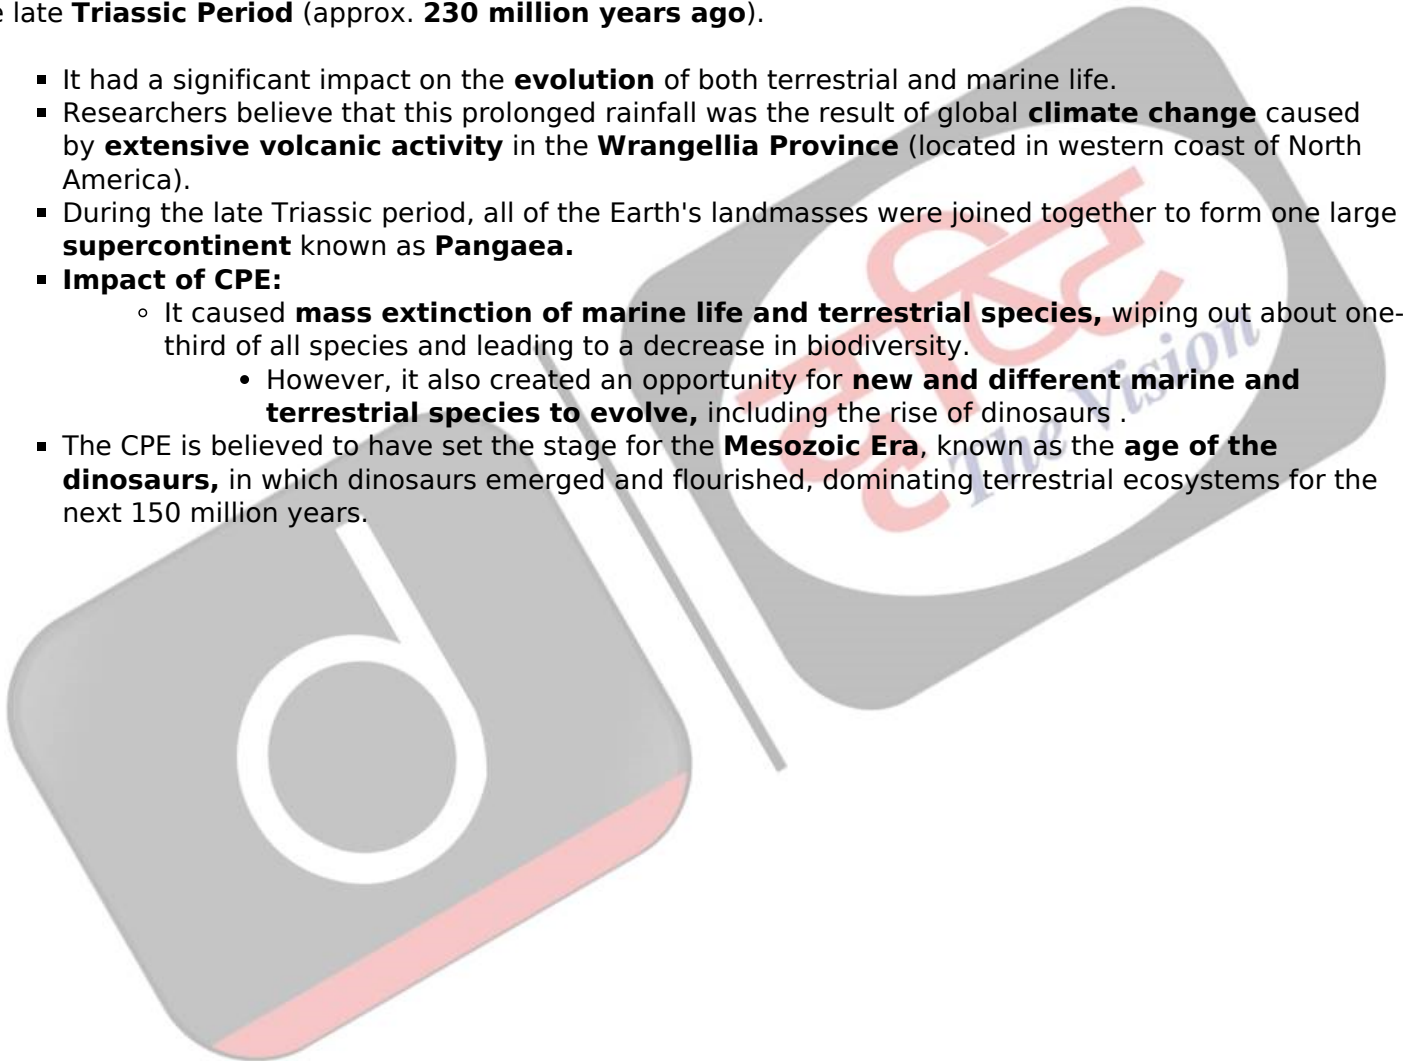 e late Triassic Period (approx. 230 million years ago).
▪ It had a significant impact on the evolution of both terrestrial and marine life.
▪ Researchers believe that this prolonged rainfall was the result of global climate change caused
by extensive volcanic activity in the Wrangellia Province (located in western coast of North
America).
▪ During the late Triassic period, all of the Earth's landmasses were joined together to form one large
supercontinent known as Pangaea.
▪ Impact of CPE:
◦ It caused mass extinction of marine life and terrestrial species, wiping out about one-
third of all species and leading to a decrease in biodiversity.
• However, it also created an opportunity for new and different marine and
terrestrial species to evolve, including the rise of dinosaurs .
▪ The CPE is believed to have set the stage for the Mesozoic Era, known as the age of the
dinosaurs, in which dinosaurs emerged and flourished, dominating terrestrial ecosystems for the
next 150 million years.
d
दृष्टि
The Vision